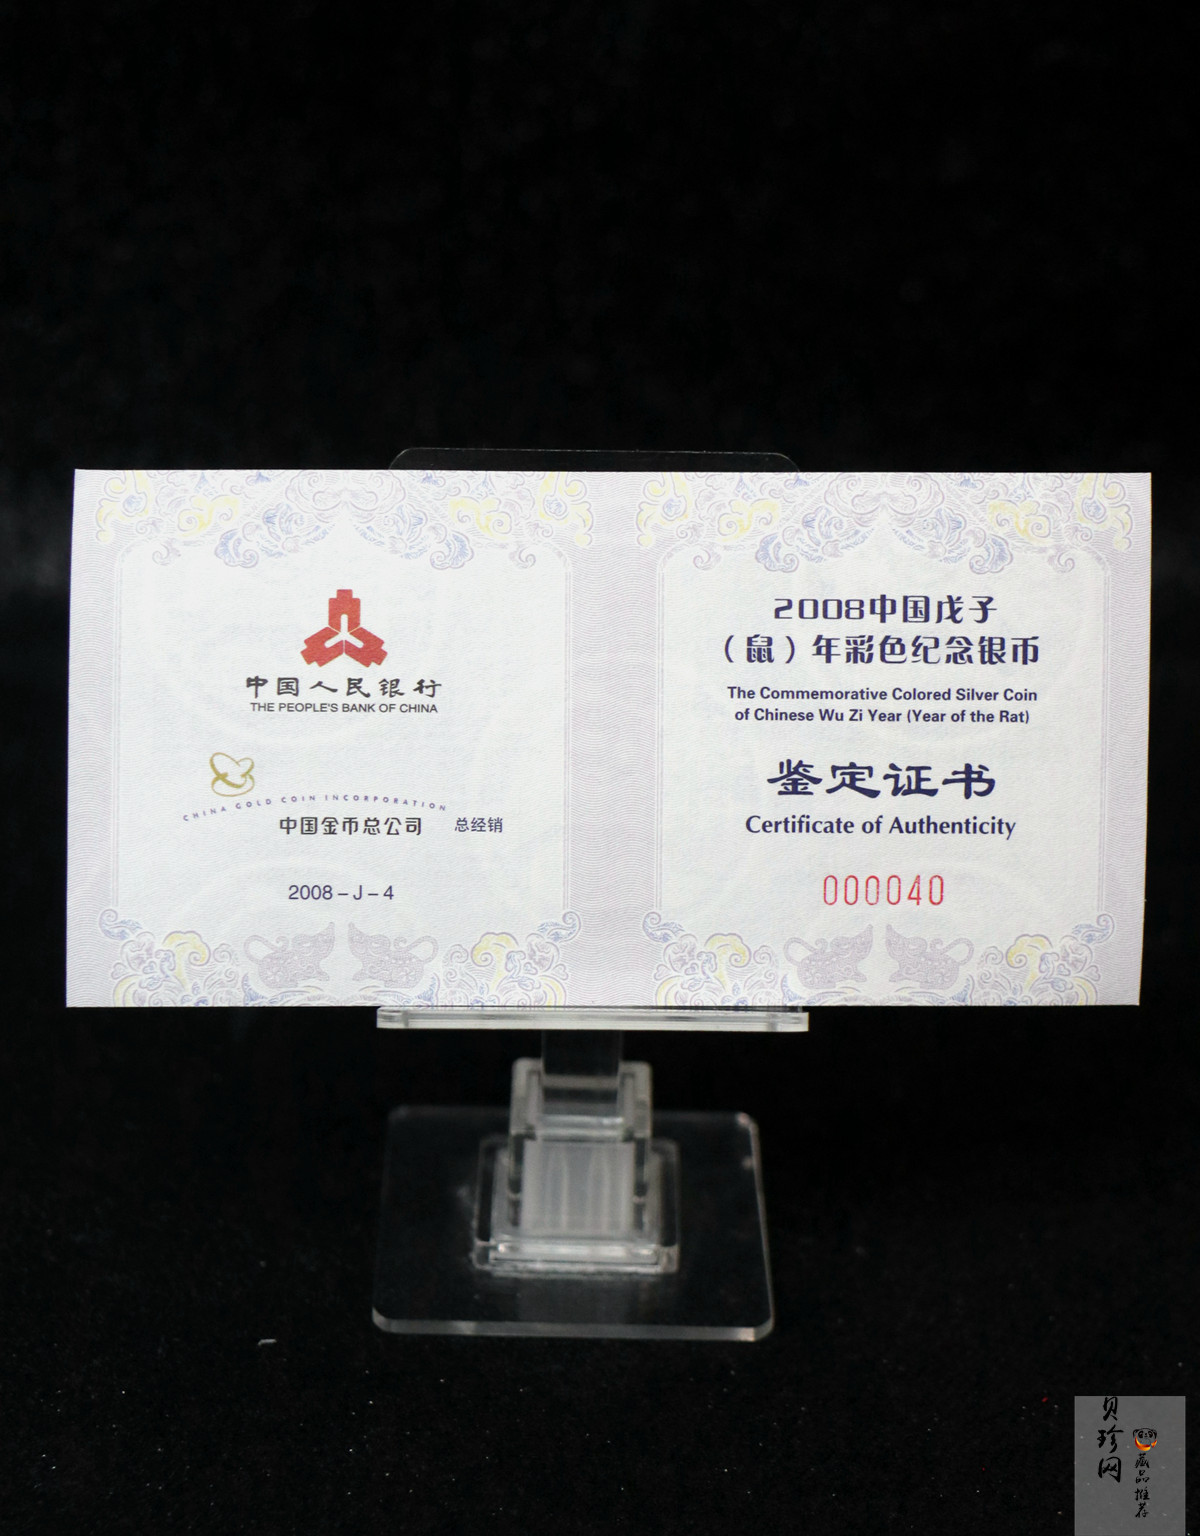 中国人民银行
THE PEOPLE'S BANK OF CHINA
CHINA GOLD COIN INCORPORATION
中国金币总公司 总经销
2008－J－4
2008中国戊子
（鼠）年彩色纪念银币
The Commemorative Colored Silver Coin
of Chinese Wu Zi Year (Year of the Rat)
鉴定证书
Certificate of Authenticity
000040
贝珍网
藏品推荐